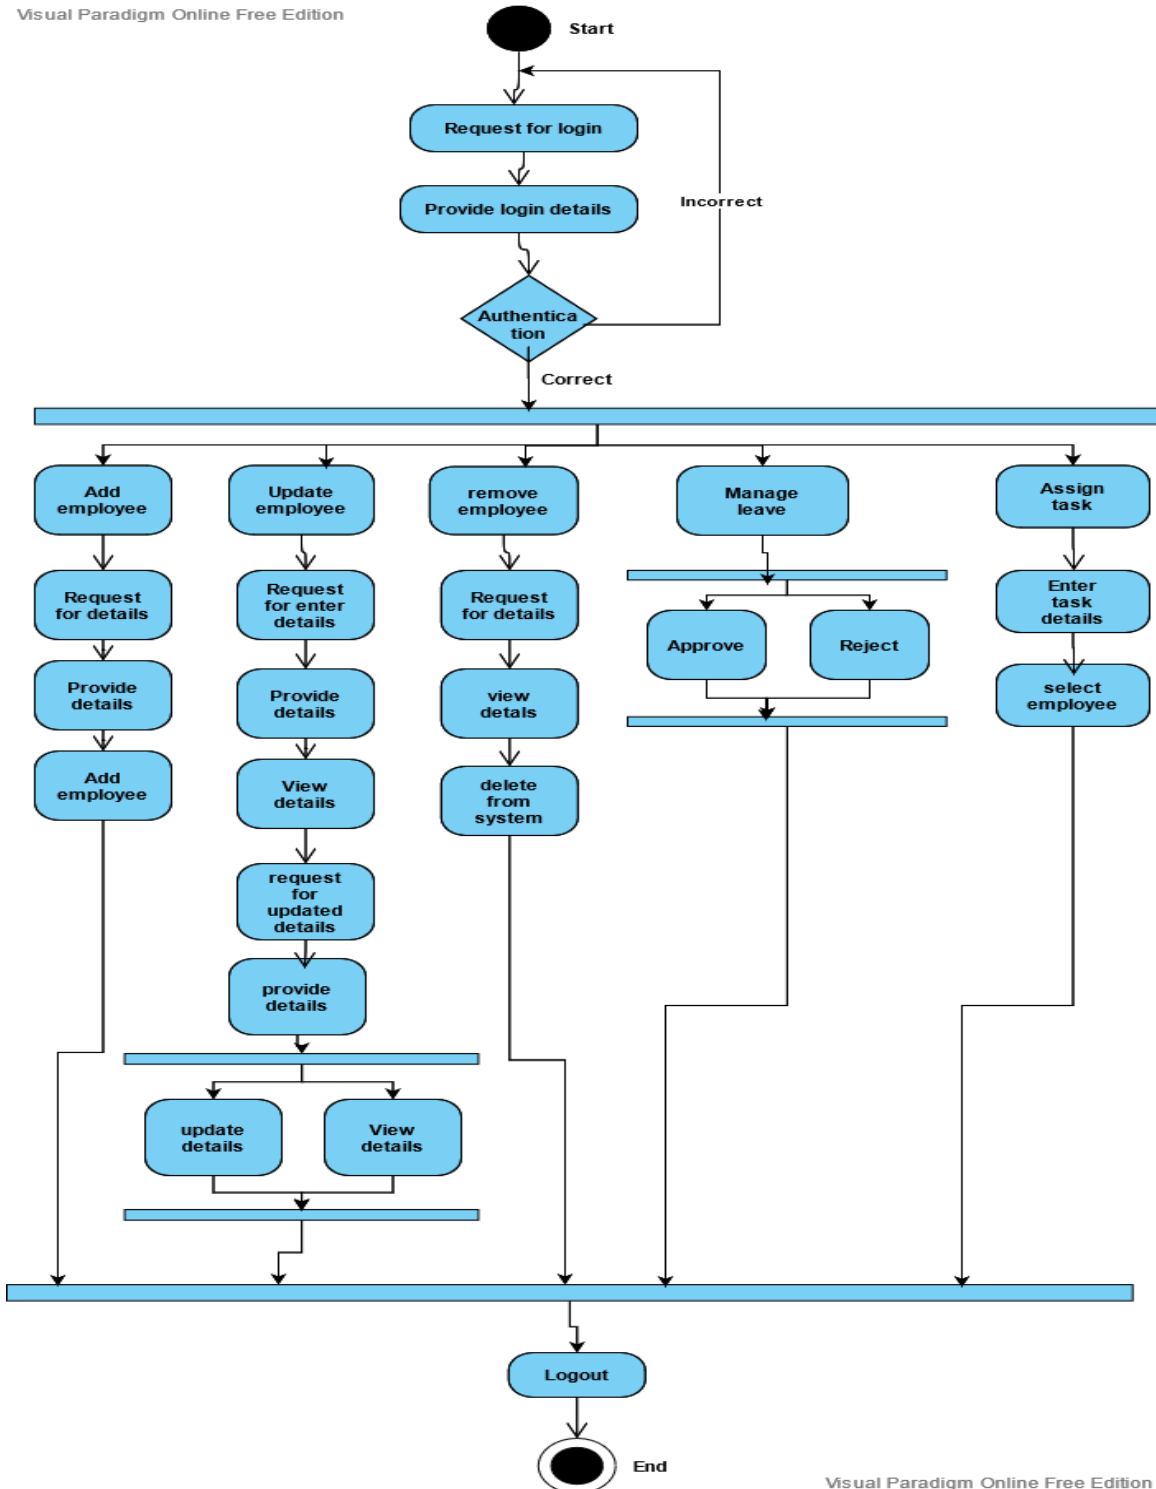 Visual Paradigm Online Free Edition
Start
Request for login
Provide login details
Incorrect
Authentica
tion
Correct
Add
employee
Update
employee
remove
employee
Manage
leave
Assign
task
Request
for details
Request
for enter
details
Request
for details
Approve
Reject
Enter
task
details
Provide
details
Provide
details
view
detals
select
employee
Add
employee
View
details
delete
from
system
request
for
updated
details
provide
details
update
details
View
details
Logout
End
Visual Paradigm Online Free Edition